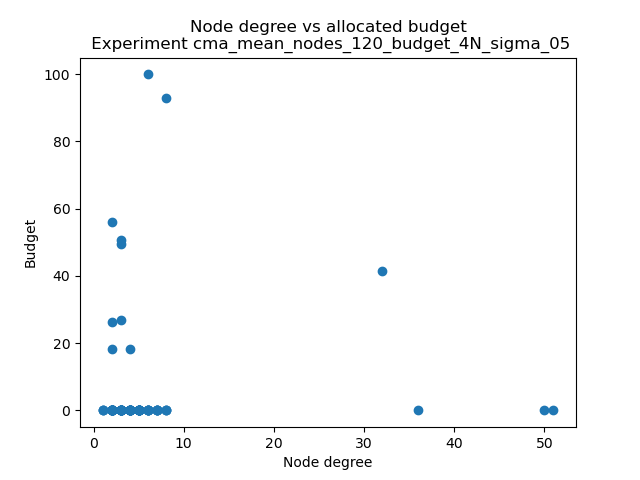 Node degree vs allocated budget
Experiment cma_mean_nodes_120_budget_4N_sigma_05
100
80
60
40
20
0
Budget
0 10 20 30 40 50
Node degree